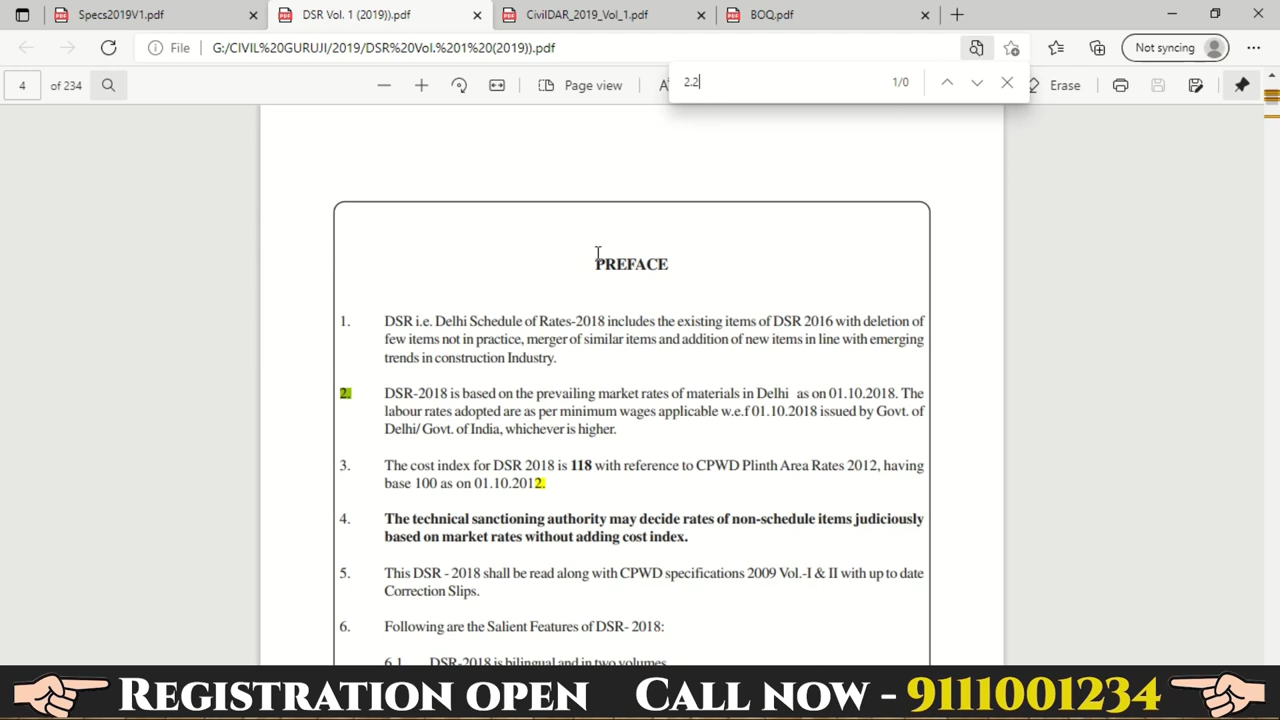 Specs2019V1.pdf
DSR Vol. 1 (2019)).pdf
CivilDAR_2019_Vol_1.pdf
BOQ.pdf
File
G:/CIVIL%20GURUJI/2019/DSR%20Vol.%201%20(2019)).pdf
Not syncing
4 of 234
Page view
2.2
1/0
Erase
PREFACE
1. DSR i.e. Delhi Schedule of Rates-2018 includes the existing items of DSR 2016 with deletion of
few items not in practice, merger of similar items and addition of new items in line with emerging
trends in construction Industry.
2. DSR-2018 is based on the prevailing market rates of materials in Delhi as on 01.10.2018. The
labour rates adopted are as per minimum wages applicable w.e.f 01.10.2018 issued by Govt. of
Delhi/ Govt. of India, whichever is higher.
3. The cost index for DSR 2018 is 118 with reference to CPWD Plinth Area Rates 2012, having
base 100 as on 01.10.2012.
4. The technical sanctioning authority may decide rates of non-schedule items judiciously
based on market rates without adding cost index.
5. This DSR - 2018 shall be read along with CPWD specifications 2009 Vol.-I & II with up to date
Correction Slips.
6. Following are the Salient Features of DSR- 2018:
6.1 DSR-2018 is bilingual and in two volumes
REGISTRATION OPEN CALL NOW - 9111001234